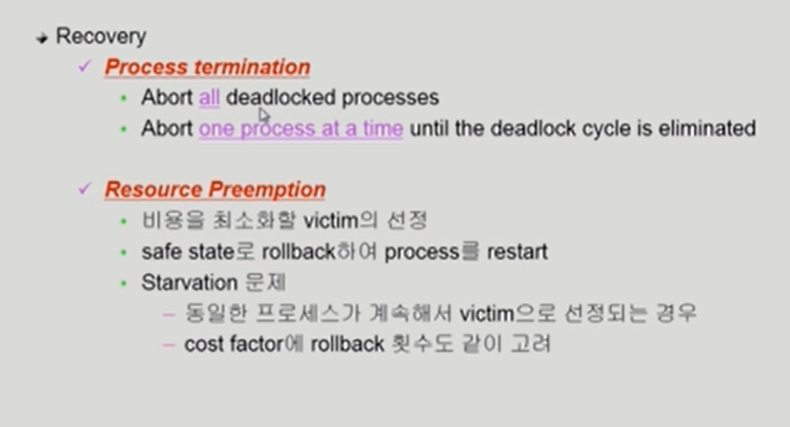 Recovery
Process termination
Abort all deadlocked processes
Abort one process at a time until the deadlock cycle is eliminated
Resource Preemption
비용을 최소화할 victim의 선정
safe state로 rollback하여 process를 restart
Starvation 문제
동일한 프로세스가 계속해서 victim으로 선정되는 경우
cost factor에 rollback 횟수도 같이 고려